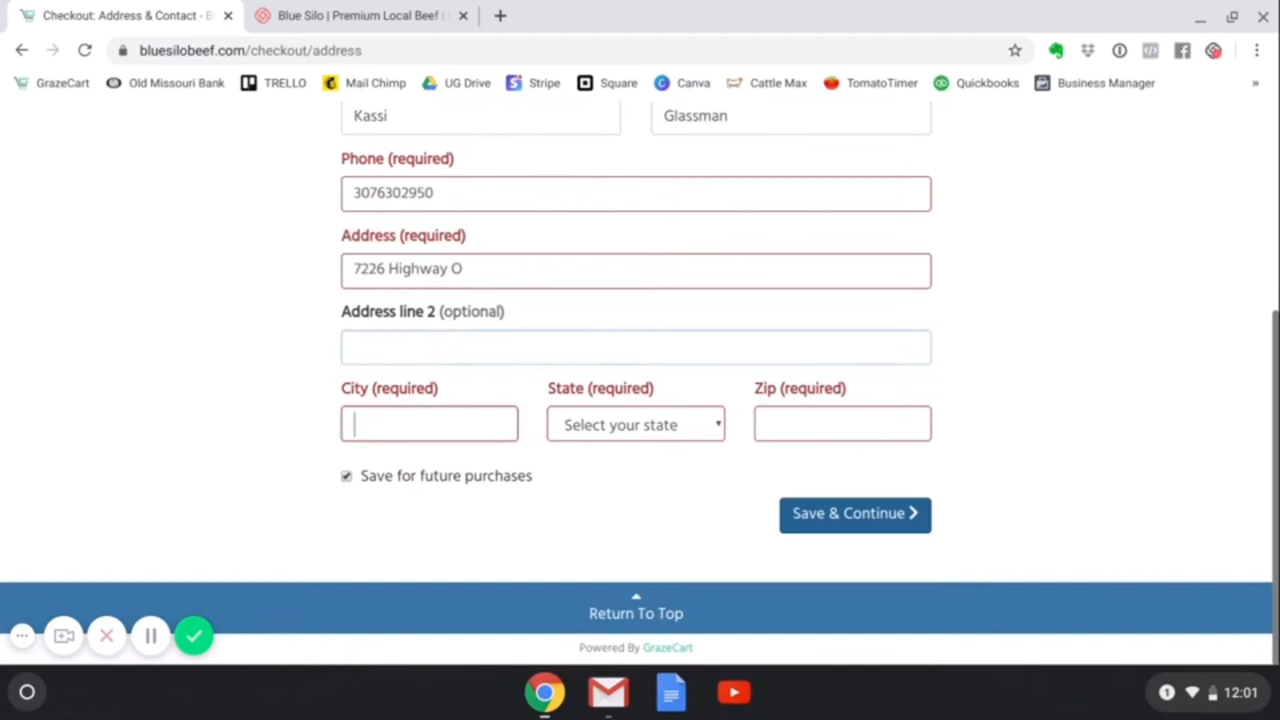 Checkout: Address & Contact - B
Blue Silo | Premium Local Beef |
bluesilobeef.com/checkout/address
GrazeCart Old Missouri Bank TRELLO Mail Chimp UG Drive Stripe Square Canva Cattle Max TomatoTimer Quickbooks Business Manager »
Kassi Glassman
Phone (required)
3076302950
Address (required)
7226 Highway O
Address line 2 (optional)
City (required) State (required) Zip (required)
Select your state
Save for future purchases
Save & Continue
Return To Top
Powered By GrazeCart
1 12:01